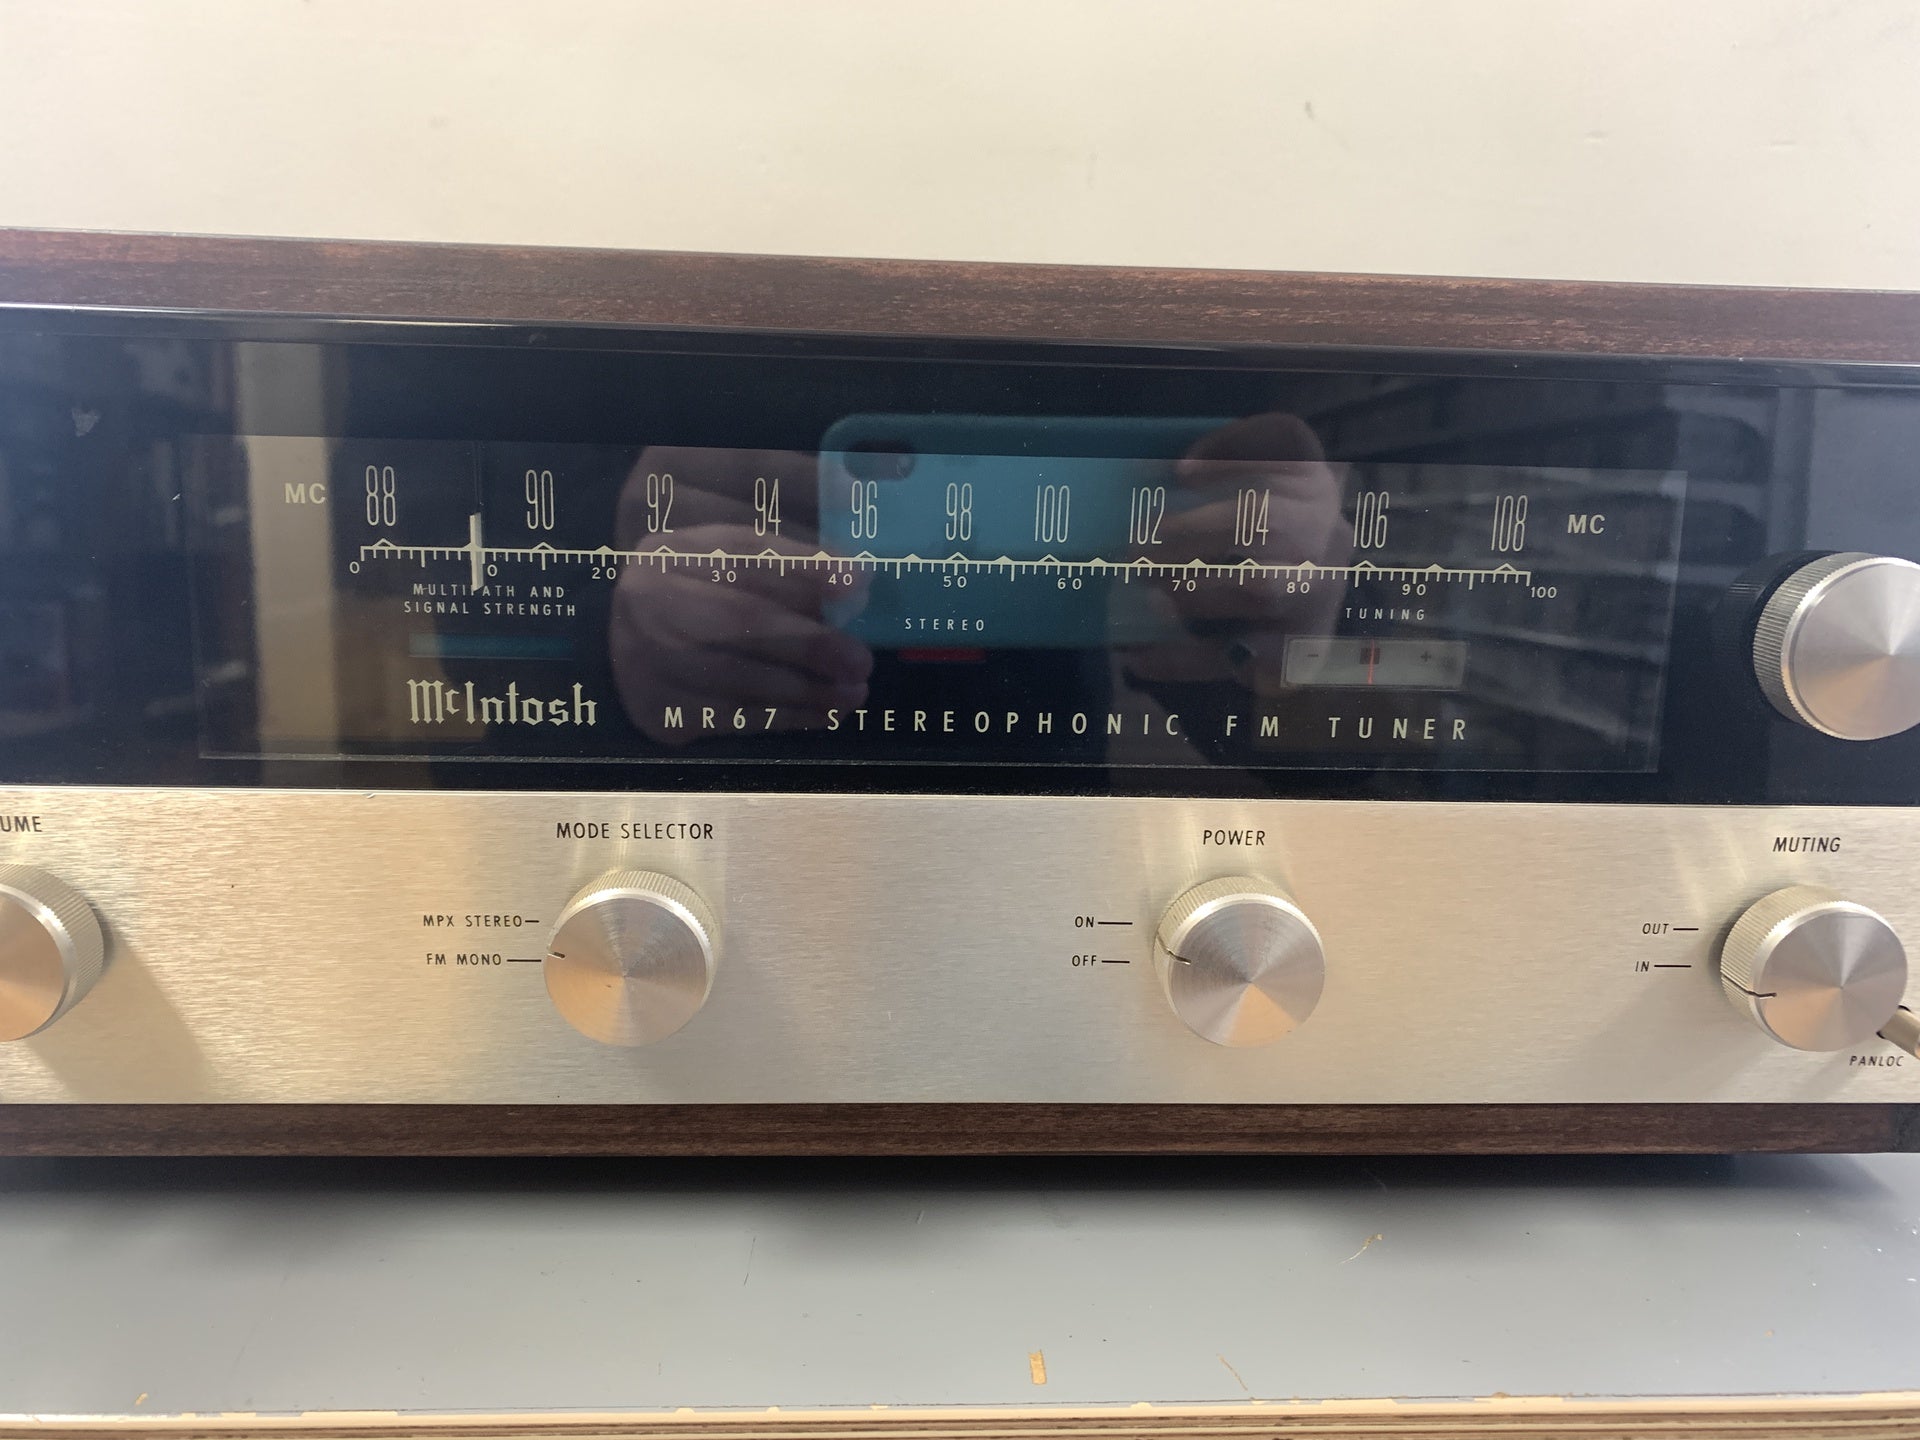 MC 88 90 92 94 96 98 100 102 104 106 108 MC
0 20 30 40 50 60 70 80 90 100
MULTIPATH AND
SIGNAL STRENGTH
STEREO
TUNING
- +
McIntosh MR67 STEREOPHONIC FM TUNER
UME
MODE SELECTOR
MPX STEREO
FM MONO
POWER
ON
OFF
MUTING
OUT
IN
PANLOC